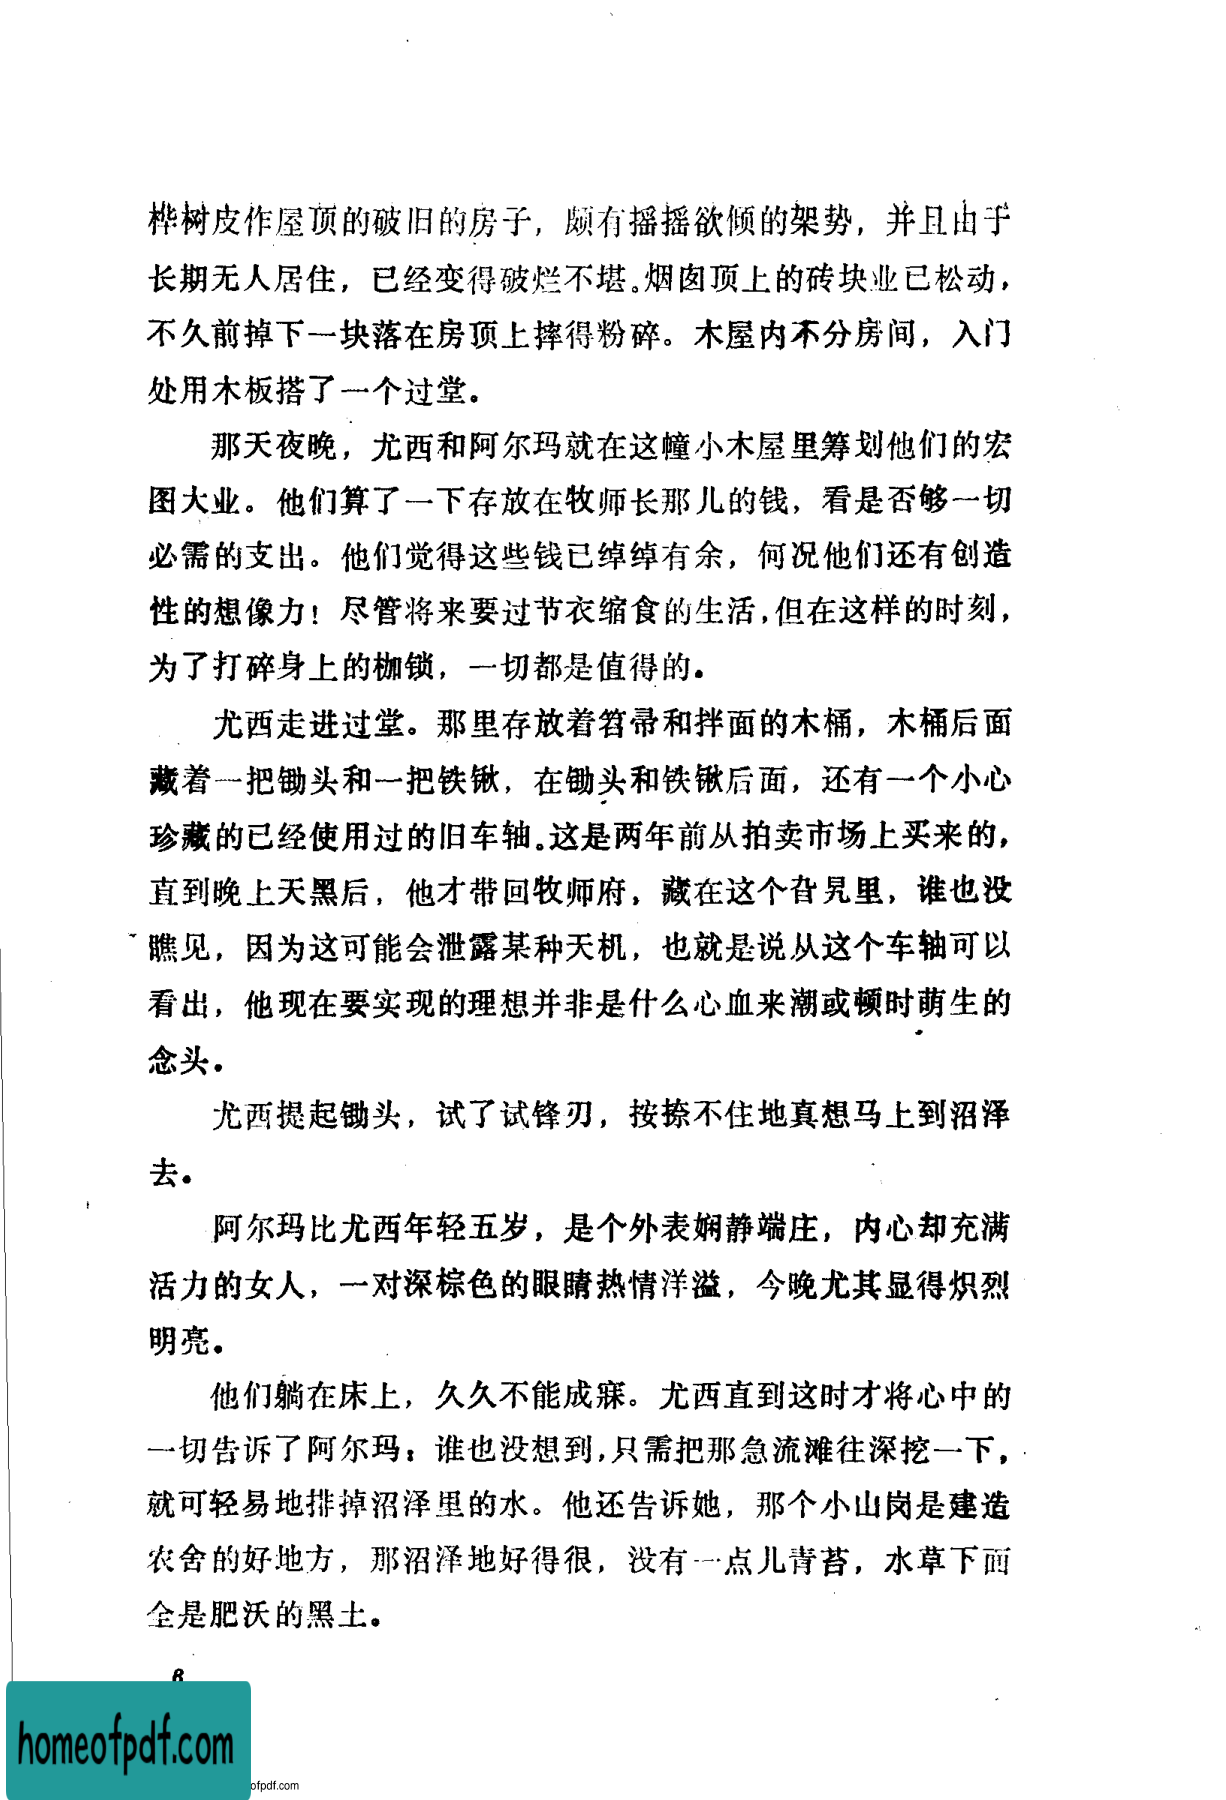 桦树皮作屋顶的破旧的房子，颇有摇摇欲倾的架势，并且由于
长期无人居住，已经变得破烂不堪。烟囱顶上的砖块业已松动，
不久前掉下一块落在房顶上摔得粉碎。木屋内不分房间，入门
处用木板搭了一个过堂。
那天夜晚，尤西和阿尔玛就在这幢小木屋里筹划他们的宏
图大业。他们算了一下存放在牧师长那儿的钱，看是否够一切
必需的支出。他们觉得这些钱已绰绰有余，何况他们还有创造
性的想像力！尽管将来要过节衣缩食的生活，但在这样的时刻，
为了打碎身上的枷锁，一切都是值得的。
尤西走进过堂。那里存放着笤帚和拌面的木桶，木桶后面
藏着一把锄头和一把铁锹，在锄头和铁锹后面，还有一个小心
珍藏的已经使用过的旧车轴。这是两年前从拍卖市场上买来的，
直到晚上天黑后，他才带回牧师府，藏在这个旮旯里，谁也没
瞧见，因为这可能会泄露某种天机，也就是说从这个车轴可以
看出，他现在要实现的理想并非是什么心血来潮或顿时萌生的
念头。
尤西提起锄头，试了试锋刃，按捺不住地真想马上到沼泽
去。
阿尔玛比尤西年轻五岁，是个外表娴静端庄，内心却充满
活力的女人，一对深棕色的眼睛热情洋溢，今晚尤其显得炽烈
明亮。
他们躺在床上，久久不能成寐。尤西直到这时才将心中的
一切告诉了阿尔玛：谁也没想到，只需把那急流滩往深挖一下，
就可轻易地排掉沼泽里的水。他还告诉她，那个小山岗是建造
农舍的好地方，那沼泽地好得很，没有一点儿青苔，水草下面
全是肥沃的黑土。
homeofpdf.com
ofpdf.com